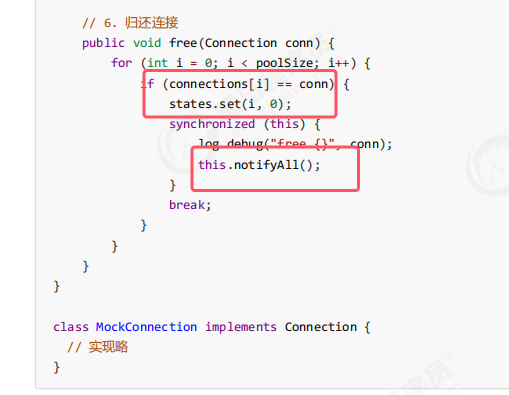 // 6. 归还连接
public void free(Connection conn) {
for (int i = 0; i < poolSize; i++) {
if (connections[i] == conn) {
states.set(i, 0);
synchronized (this) {
log.debug("free {}", conn);
this.notifyAll();
}
break;
}
}
}
}
class MockConnection implements Connection {
// 实现略
}